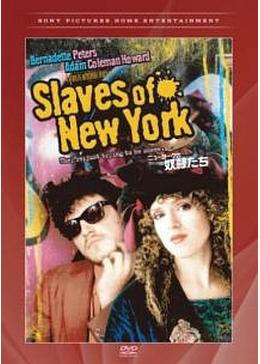 SONY PICTURES HOME ENTERTAINMENT
Bernadette Peters
Adam Coleman Howard
Slaves of
New York
ニューヨークの
奴隷たち
DVD